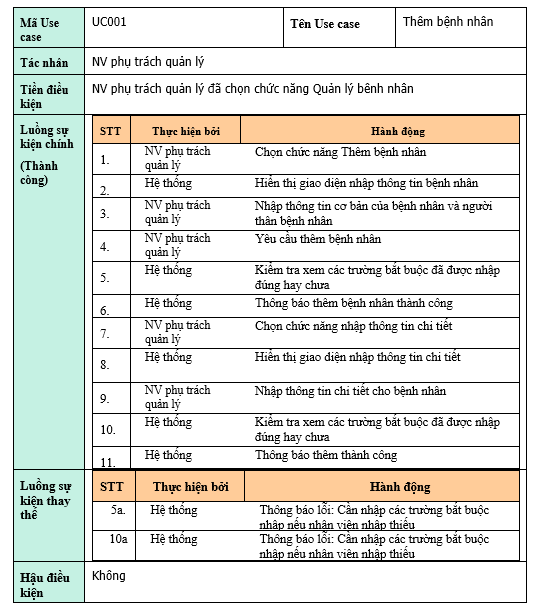 Mã Use case
UC001
Tên Use case
Thêm bệnh nhân
Tác nhân
NV phụ trách quản lý
Tiền điều kiện
NV phụ trách quản lý đã chọn chức năng Quản lý bênh nhân
Luồng sự kiện chính
(Thành công)
STT Thực hiện bởi Hành động
1. NV phụ trách quản lý Chọn chức năng Thêm bệnh nhân
2. Hệ thống Hiển thị giao diện nhập thông tin bệnh nhân
3. NV phụ trách quản lý Nhập thông tin cơ bản của bệnh nhân và người thân bệnh nhân
4. NV phụ trách quản lý Yêu cầu thêm bệnh nhân
5. Hệ thống Kiểm tra xem các trường bắt buộc đã được nhập đúng hay chưa
6. Hệ thống Thông báo thêm bệnh nhân thành công
7. NV phụ trách quản lý Chọn chức năng nhập thông tin chi tiết
8. Hệ thống Hiển thị giao diện nhập thông tin chi tiết
9. NV phụ trách quản lý Nhập thông tin chi tiết cho bệnh nhân
10. Hệ thống Kiểm tra xem các trường bắt buộc đã được nhập đúng hay chưa
11. Hệ thống Thông báo thêm thành công
Luồng sự kiện thay thế
STT Thực hiện bởi Hành động
5a. Hệ thống Thông báo lỗi: Cần nhập các trường bắt buộc nhập nếu nhân viên nhập thiếu
10a Hệ thống Thông báo lỗi: Cần nhập các trường bắt buộc nhập nếu nhân viên nhập thiếu
Hậu điều kiện
Không